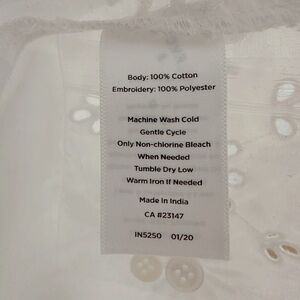 Body: 100% Cotton
Embroidery: 100% Polyester
Machine Wash Cold
Gentle Cycle
Only Non-chlorine Bleach
When Needed
Tumble Dry Low
Warm Iron If Needed
Made In India
CA #23147
IN5250 01/20